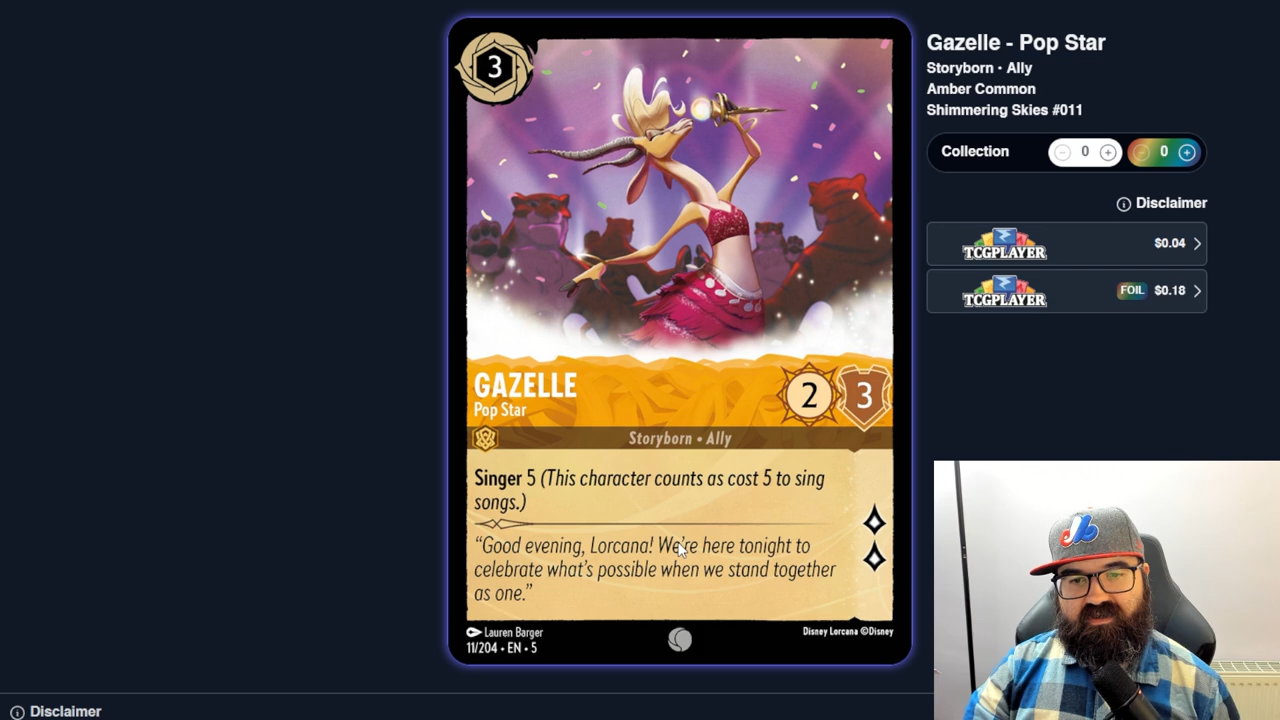 3
GAZELLE
Pop Star
2
3
Storyborn • Ally
Singer 5 (This character counts as cost 5 to sing
songs.)
“Good evening, Lorcana! We’re here tonight to
celebrate what’s possible when we stand together
as one.”
Lauren Barger
11/204 • EN • 5
Disney Lorcana ©Disney
Gazelle - Pop Star
Storyborn • Ally
Amber Common
Shimmering Skies #011
Collection
0
0
Disclaimer
TCGPLAYER
$0.04
TCGPLAYER
FOIL
$0.18
Disclaimer